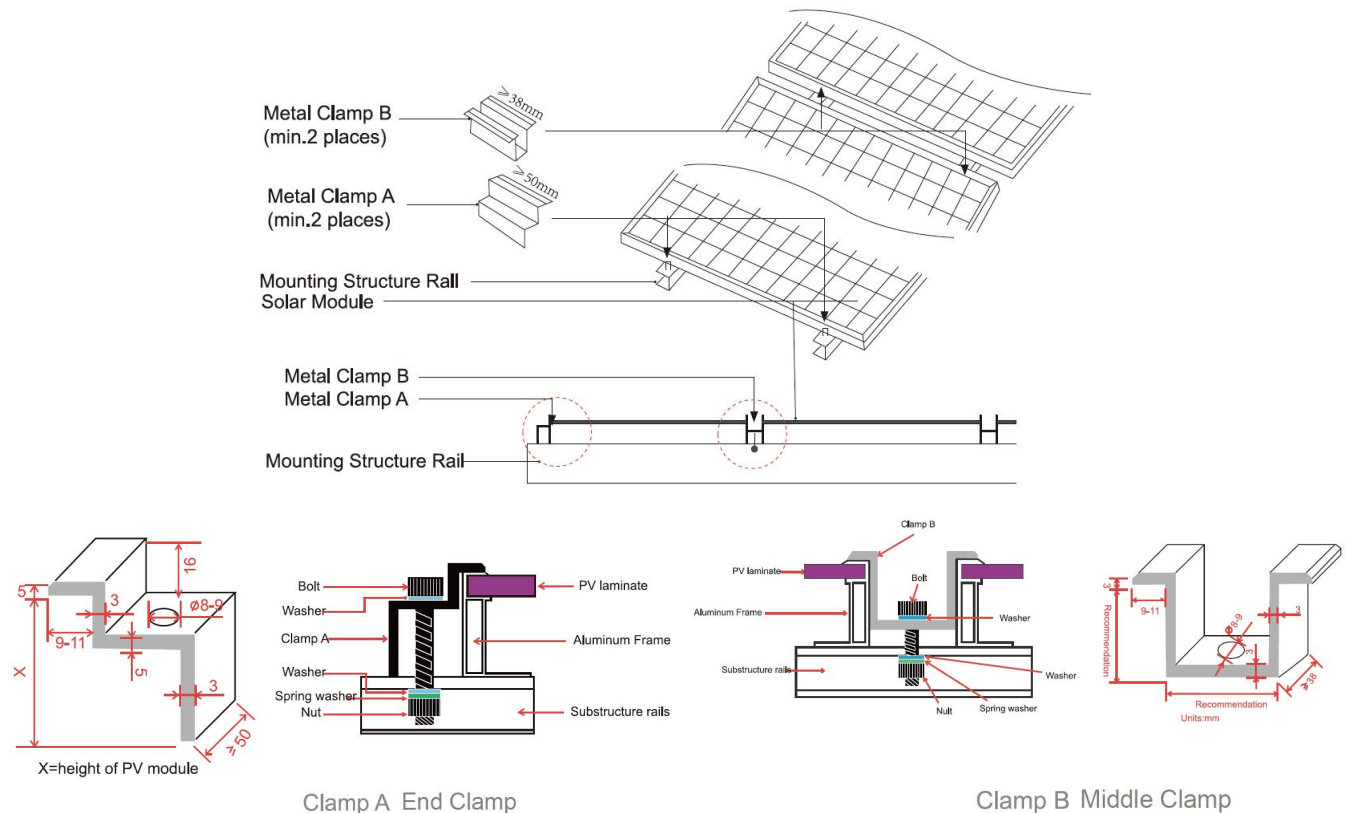 ≥38mm
Metal Clamp B
(min.2 places)
≥50mm
Metal Clamp A
(min.2 places)
Mounting Structure Rall
Solar Module
Metal Clamp B
Metal Clamp A
Mounting Structure Rail
5
16
3
ø8-9
9-11
X
5
3
≥50
X=height of PV module
Bolt
Washer
Clamp A
Washer
Spring washer
Nut
PV laminate
Aluminum Frame
Substructure rails
Clamp A End Clamp
Clamp B
PV laminate
Bolt
Aluminum Frame
Washer
Substructure rails
Washer
Spring washer
Nult
3
9-11
Recommendation
ø8-9
3
3
≥38
Recommendation
Units:mm
Clamp B Middle Clamp